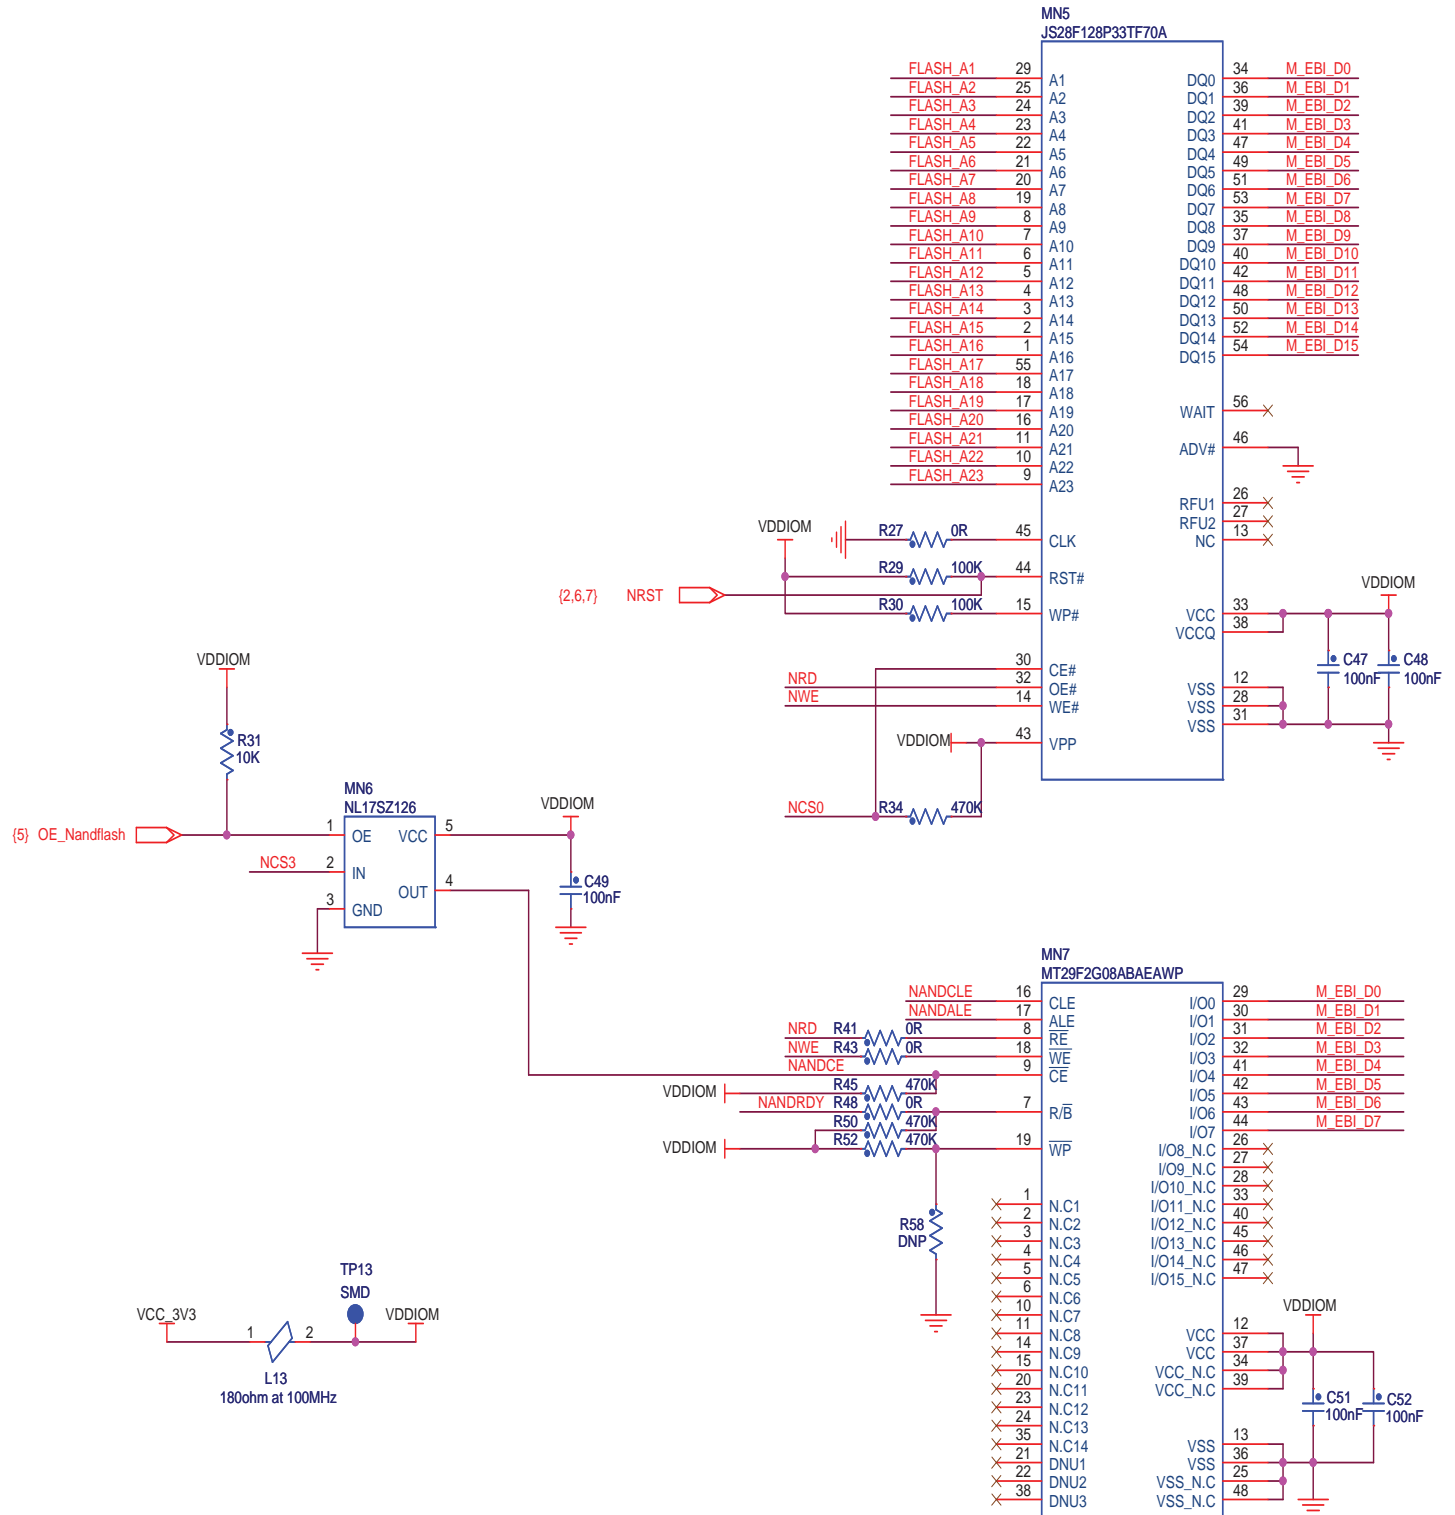 MN5
JS28F128P33TF70A
FLASH_A1 29 A1 DQ0 34 M_EBI_D0
FLASH_A2 25 A2 DQ1 36 M_EBI_D1
FLASH_A3 24 A3 DQ2 39 M_EBI_D2
FLASH_A4 23 A4 DQ3 41 M_EBI_D3
FLASH_A5 22 A5 DQ4 47 M_EBI_D4
FLASH_A6 21 A6 DQ5 49 M_EBI_D5
FLASH_A7 20 A7 DQ6 51 M_EBI_D6
FLASH_A8 19 A8 DQ7 53 M_EBI_D7
FLASH_A9 8 A9 DQ8 35 M_EBI_D8
FLASH_A10 7 A10 DQ9 37 M_EBI_D9
FLASH_A11 6 A11 DQ10 40 M_EBI_D10
FLASH_A12 5 A12 DQ11 42 M_EBI_D11
FLASH_A13 4 A13 DQ12 48 M_EBI_D12
FLASH_A14 3 A14 DQ13 50 M_EBI_D13
FLASH_A15 2 A15 DQ14 52 M_EBI_D14
FLASH_A16 1 A16 DQ15 54 M_EBI_D15
FLASH_A17 55 A17
FLASH_A18 18 A18
FLASH_A19 17 A19 WAIT 56
FLASH_A20 16 A20
FLASH_A21 11 A21 ADV# 46
FLASH_A22 10 A22
FLASH_A23 9 A23
RFU1 26
RFU2 27
VDDIOM R27 0R 45 CLK NC 13
R29 100K 44 RST#
{2,6,7} NRST
VDDIOM
R30 100K 15 WP# VCC 33
VCCQ 38
C47 100nF
C48 100nF
30 CE#
NRD 32 OE# VSS 12
NWE 14 WE# VSS 28
VSS 31
VDDIOM 43 VPP
NCS0 R34 470K
VDDIOM
R31
10K
MN6
NL17SZ126
VDDIOM
{5} OE_Nandflash 1 OE VCC 5
NCS3 2 IN
OUT 4
3 GND
C49
100nF
MN7
MT29F2G08ABAEAWP
NANDCLE 16 CLE I/O0 29 M_EBI_D0
NANDALE 17 ALE I/O1 30 M_EBI_D1
NRD R41 0R 8 RE I/O2 31 M_EBI_D2
NWE R43 0R 18 WE I/O3 32 M_EBI_D3
NANDCE 9 CE I/O4 41 M_EBI_D4
VDDIOM R45 470K I/O5 42 M_EBI_D5
NANDRDY R48 0R 7 R/B I/O6 43 M_EBI_D6
R50 470K I/O7 44 M_EBI_D7
VDDIOM R52 470K 19 WP I/O8_N.C 26
I/O9_N.C 27
I/O10_N.C 28
1 N.C1 I/O11_N.C 33
2 N.C2 I/O12_N.C 40
3 N.C3 I/O13_N.C 45
4 N.C4 I/O14_N.C 46
5 N.C5 I/O15_N.C 47
R58
DNP
6 N.C6
10 N.C7
VDDIOM
11 N.C8 VCC 12
14 N.C9 VCC 37
15 N.C10 VCC_N.C 34
20 N.C11 VCC_N.C 39
23 N.C12
24 N.C13
C51 100nF
C52 100nF
35 N.C14 VSS 13
21 DNU1 VSS 36
22 DNU2 VSS_N.C 25
38 DNU3 VSS_N.C 48
TP13
SMD
VCC_3V3 1 2 VDDIOM
L13
180ohm at 100MHz